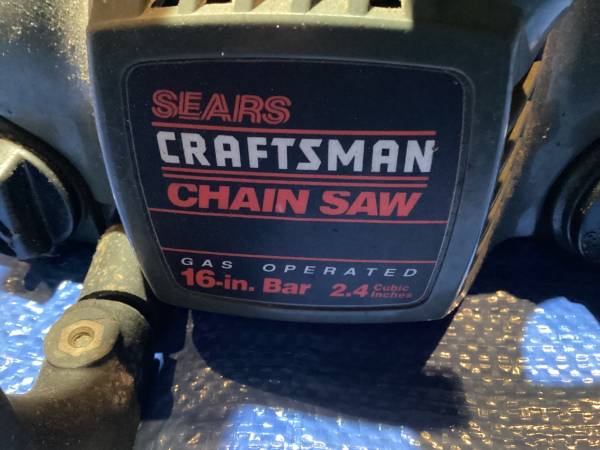 SEARS
CRAFTSMAN
CHAIN SAW
GAS OPERATED
16-in. Bar 2.4 Cubic Inches